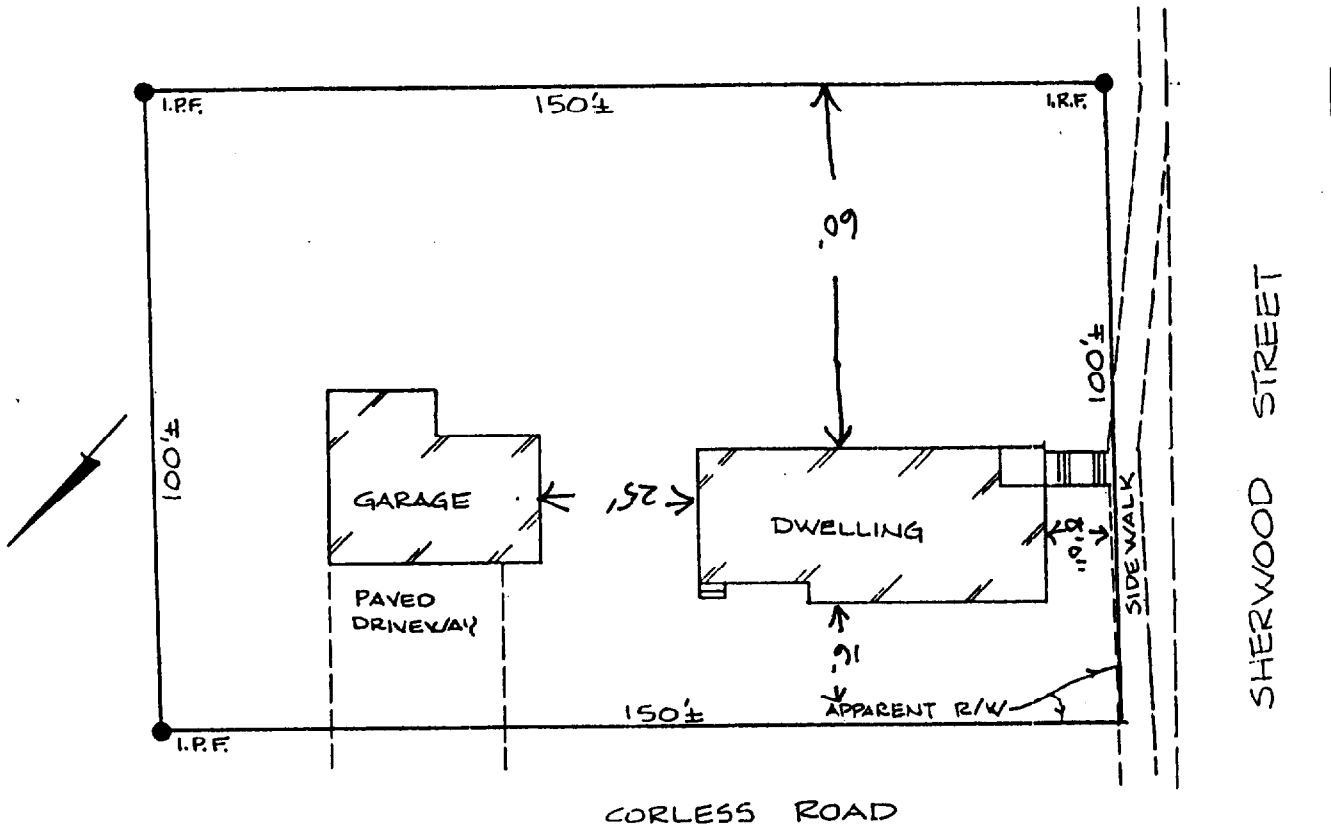 I.P.F.
150'±
I.R.F.
60'
100'±
100'±
GARAGE
25'
DWELLING
SIDEWALK
SHERWOOD STREET
PAVED
DRIVEWAY
16'
150'±
APPARENT R/W
I.P.F.
CORLESS ROAD